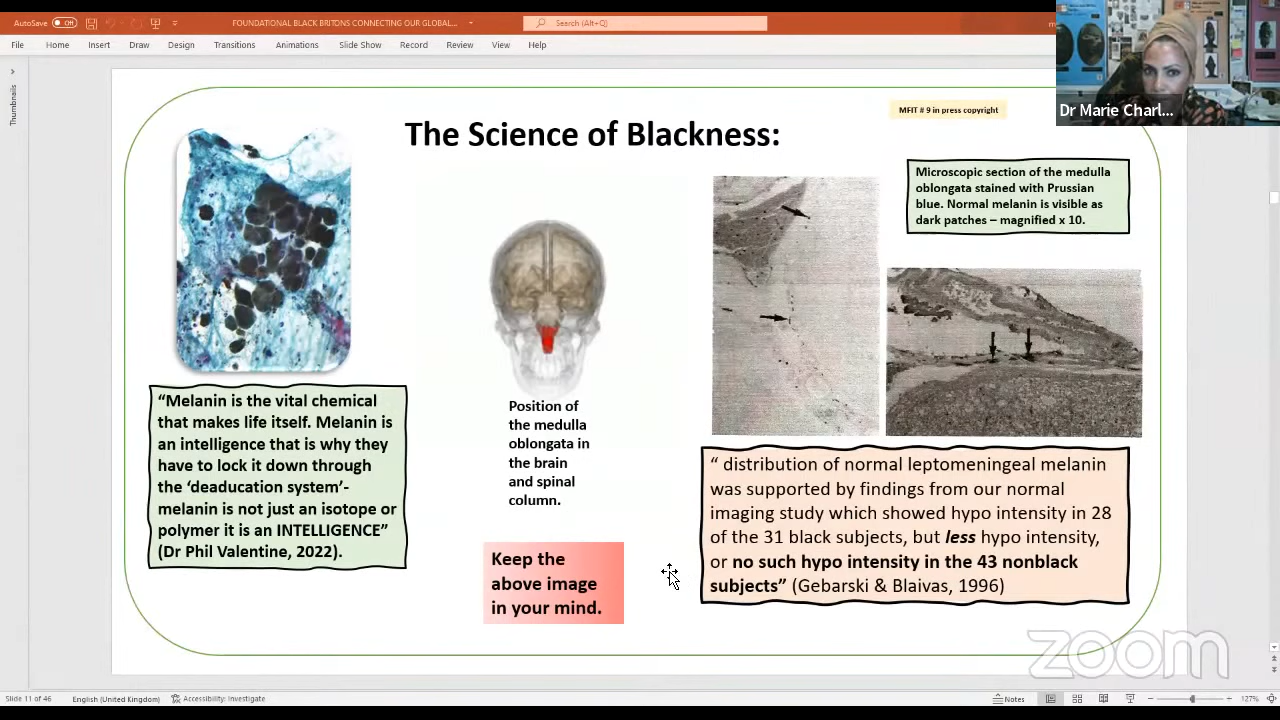 AutoSave
Off
FOUNDATIONAL BLACK BRITONS CONNECTING OUR GLOBAL...
Search (Alt+Q)
File Home Insert Draw Design Transitions Animations Slide Show Record Review View Help
Dr Marie Charl...
Thumbnails
MFIT # 9 in press copyright
The Science of Blackness:
Microscopic section of the medulla
oblongata stained with Prussian
blue. Normal melanin is visible as
dark patches – magnified x 10.
“Melanin is the vital chemical
that makes life itself. Melanin is
an intelligence that is why they
have to lock it down through
the ‘deaducation system’-
melanin is not just an isotope or
polymer it is an INTELLIGENCE”
(Dr Phil Valentine, 2022).
Position of
the medulla
oblongata in
the brain
and spinal
column.
Keep the
above image
in your mind.
“ distribution of normal leptomeningeal melanin
was supported by findings from our normal
imaging study which showed hypo intensity in 28
of the 31 black subjects, but less hypo intensity,
or no such hypo intensity in the 43 nonblack
subjects” (Gebarski & Blaivas, 1996)
zoom
Slide 11 of 46 English (United Kingdom) Accessibility: Investigate Notes 127%